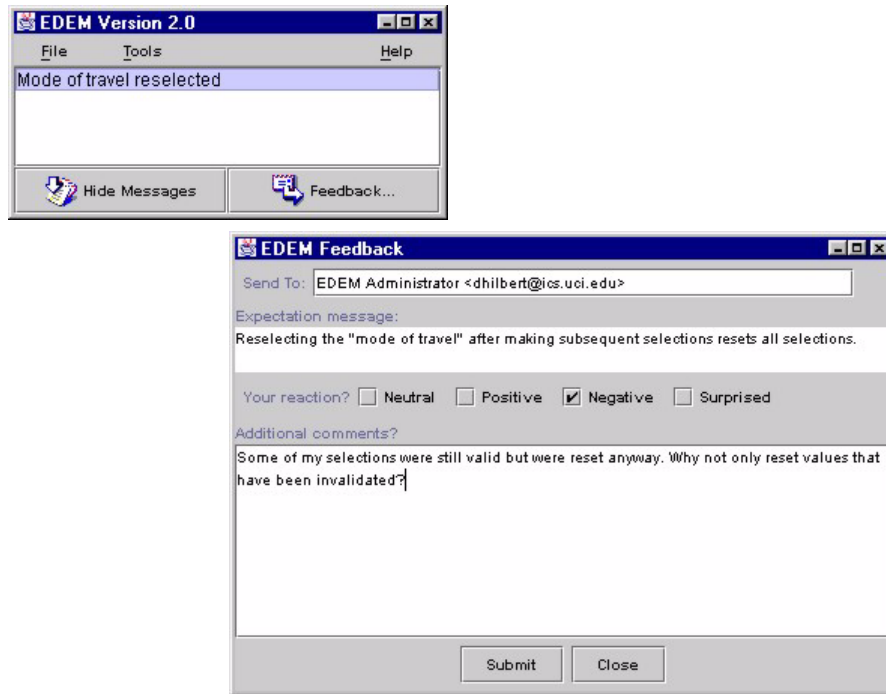 EDEM Version 2.0
File Tools Help
Mode of travel reselected
Hide Messages Feedback...
EDEM Feedback
Send To: EDEM Administrator <dhilbert@ics.uci.edu>
Expectation message:
Reselecting the "mode of travel" after making subsequent selections resets all selections.
Your reaction? Neutral Positive Negative Surprised
Additional comments?
Some of my selections were still valid but were reset anyway. Why not only reset values that
have been invalidated?
Submit Close